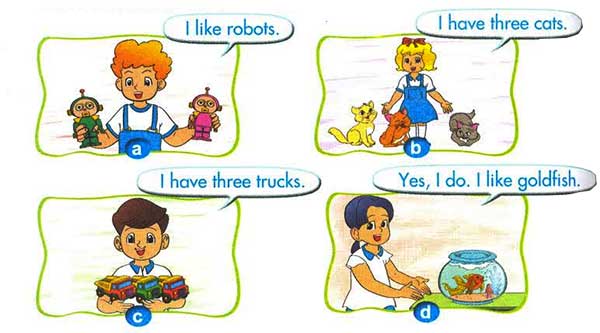 I like robots.
I have three cats.
a
b
I have three trucks.
Yes, I do. I like goldfish.
c
d